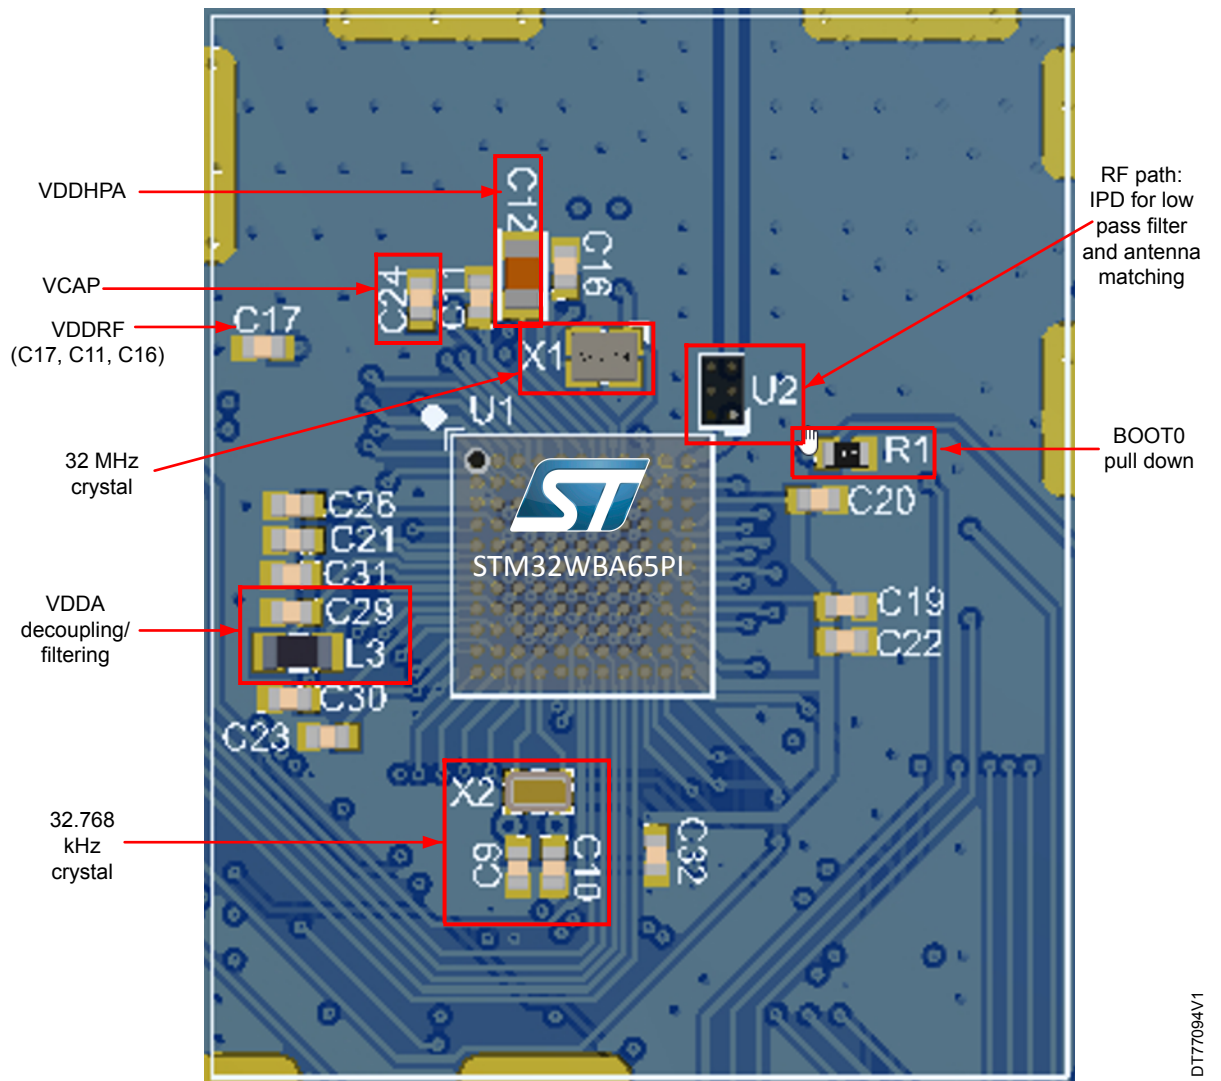 VDDHPA
VCAP
VDDRF
(C17, C11, C16)
32 MHz
crystal
VDDA
decoupling/
filtering
32.768
kHz
crystal
RF path:
IPD for low
pass filter
and antenna
matching
BOOT0
pull down
C12
C16
C24
C11
C17
X1
U2
U1
R1
C20
ST
STM32WBA65PI
C26
C21
C31
C29
L3
C30
C23
C19
C22
X2
C9
C10
C32
DT77094V1